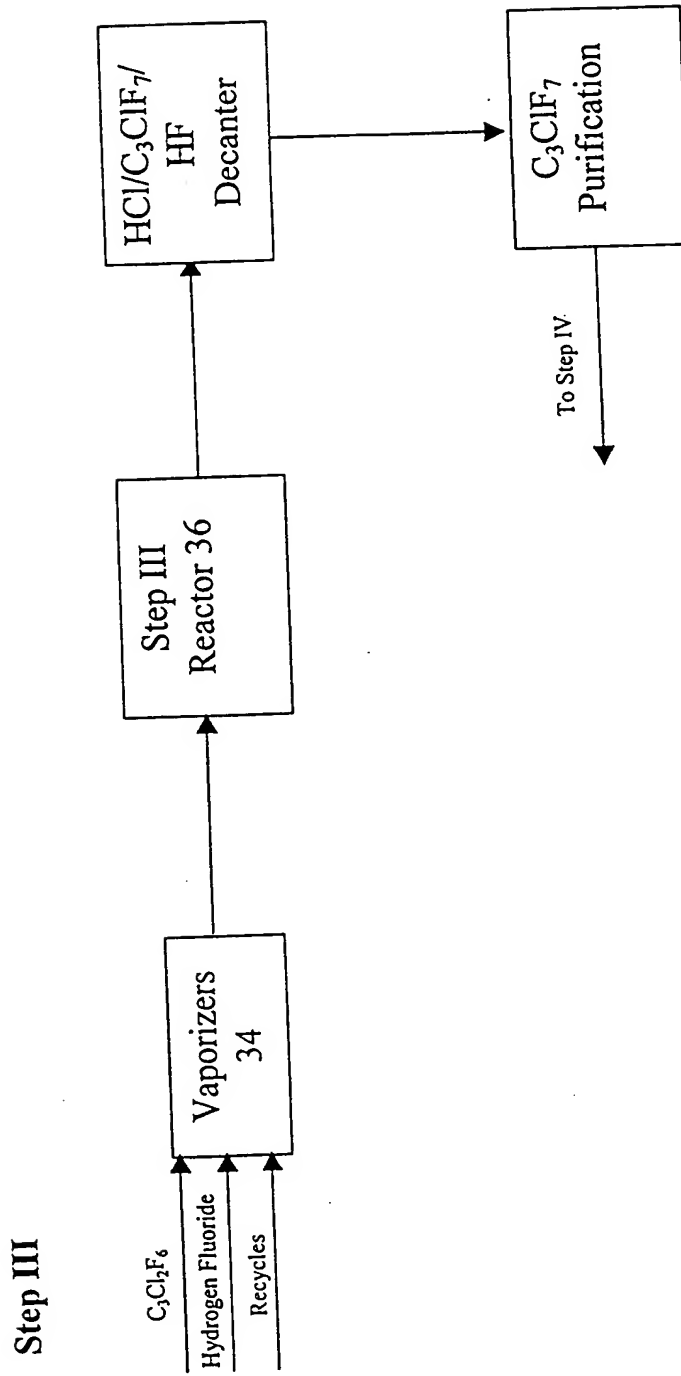 Step III
C₃Cl₂F₆
Hydrogen Fluoride
Recycles
Vaporizers
34
Step III
Reactor 36
HCl/C₃ClF₇/
HF
Decanter
C₃ClF₇
Purification
To Step IV